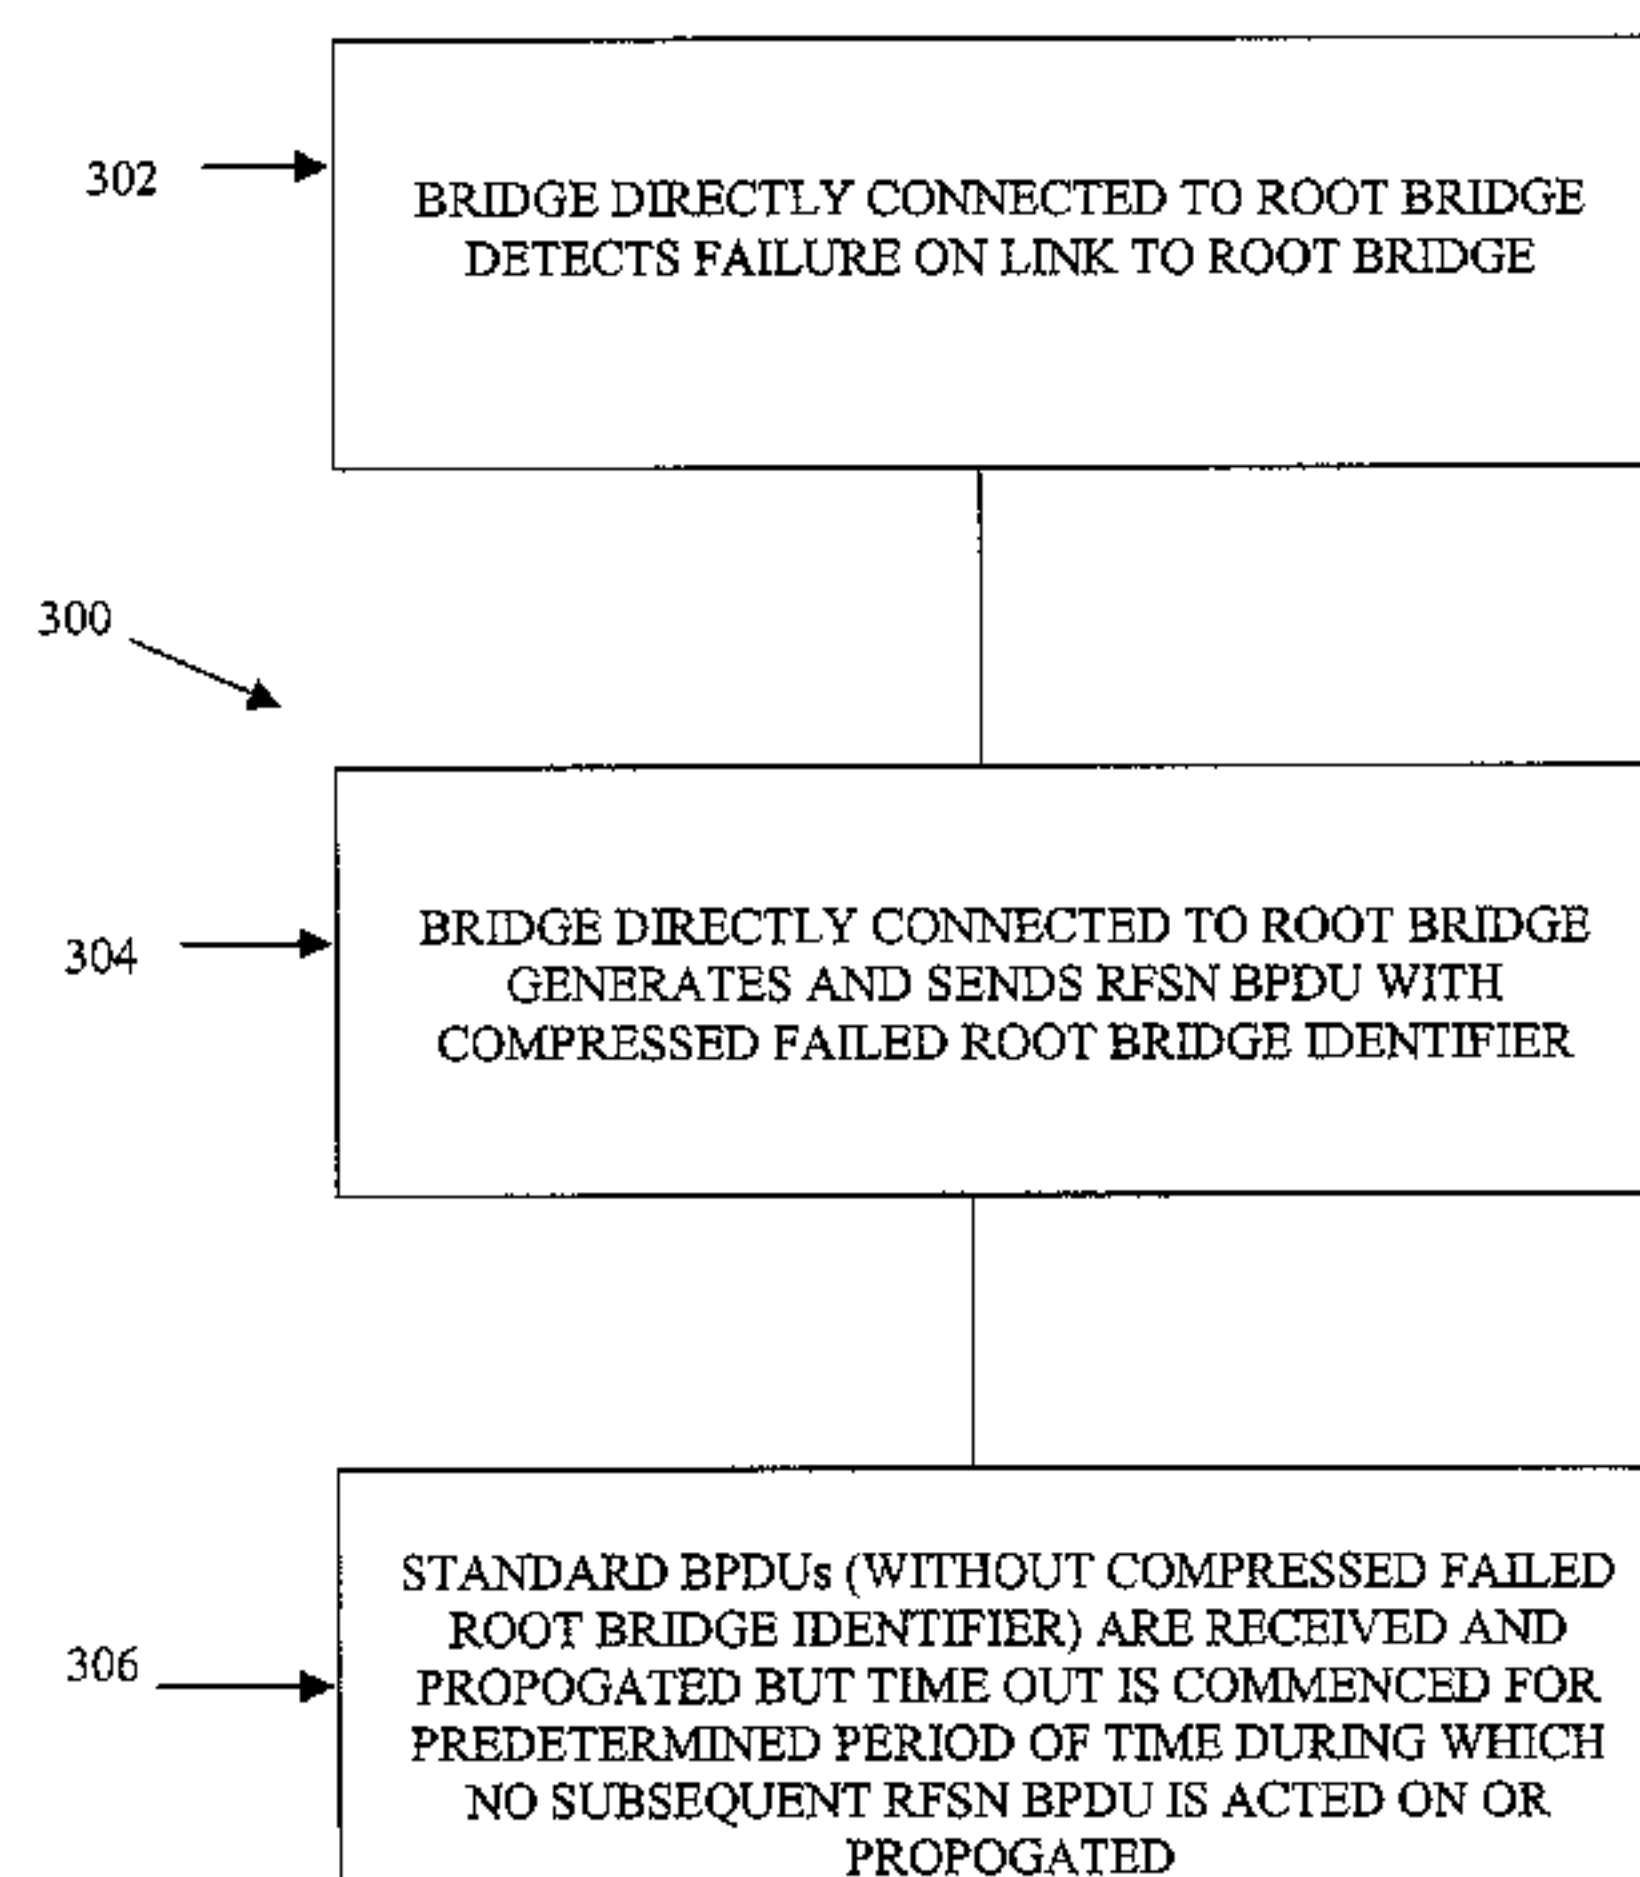 302
BRIDGE DIRECTLY CONNECTED TO ROOT BRIDGE
DETECTS FAILURE ON LINK TO ROOT BRIDGE
300
304
BRIDGE DIRECTLY CONNECTED TO ROOT BRIDGE
GENERATES AND SENDS RFSN BPDU WITH
COMPRESSED FAILED ROOT BRIDGE IDENTIFIER
306
STANDARD BPDUs (WITHOUT COMPRESSED FAILED
ROOT BRIDGE IDENTIFIER) ARE RECEIVED AND
PROPOGATED BUT TIME OUT IS COMMENCED FOR
PREDETERMINED PERIOD OF TIME DURING WHICH
NO SUBSEQUENT RFSN BPDU IS ACTED ON OR
PROPOGATED